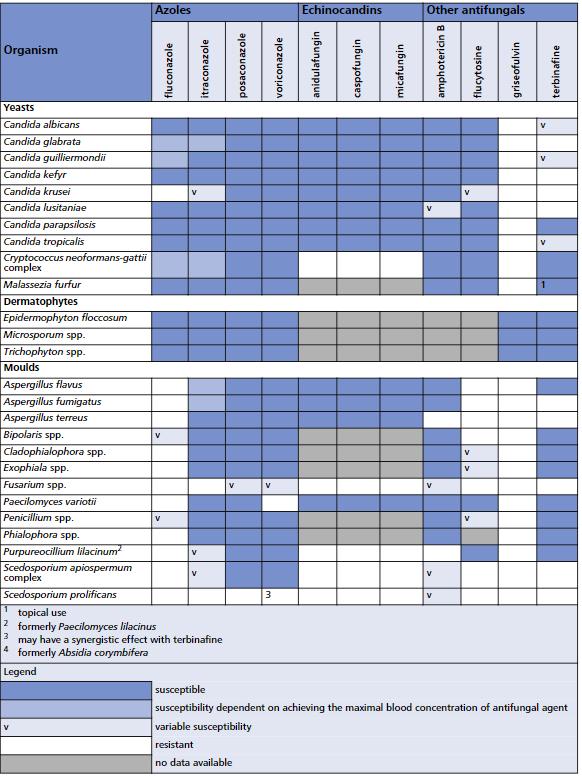 Organism Azoles Echinocandins Other antifungals
fluconazole itraconazole posaconazole voriconazole anidulafungin caspofungin micafungin amphotericin B flucytosine griseofulvin terbinafine
Yeasts
Candida albicans v
Candida glabrata
Candida guilliermondii v
Candida kefyr
Candida krusei v v
Candida lusitaniae v
Candida parapsilosis
Candida tropicalis v
Cryptococcus neoformans-gattii
complex
Malassezia furfur 1
Dermatophytes
Epidermophyton floccosum
Microsporum spp.
Trichophyton spp.
Moulds
Aspergillus flavus
Aspergillus fumigatus
Aspergillus terreus
Bipolaris spp. v
Cladophialophora spp. v
Exophiala spp. v
Fusarium spp. v v v
Paecilomyces variotii
Penicillium spp. v v
Phialophora spp.
Purpureocillium lilacinum2 v
Scedosporium apiospermum
complex v v
Scedosporium prolificans 3 v
1 topical use
2 formerly Paecilomyces lilacinus
3 may have a synergistic effect with terbinafine
4 formerly Absidia corymbifera
Legend
susceptible
susceptibility dependent on achieving the maximal blood concentration of antifungal agent
v variable susceptibility
resistant
no data available